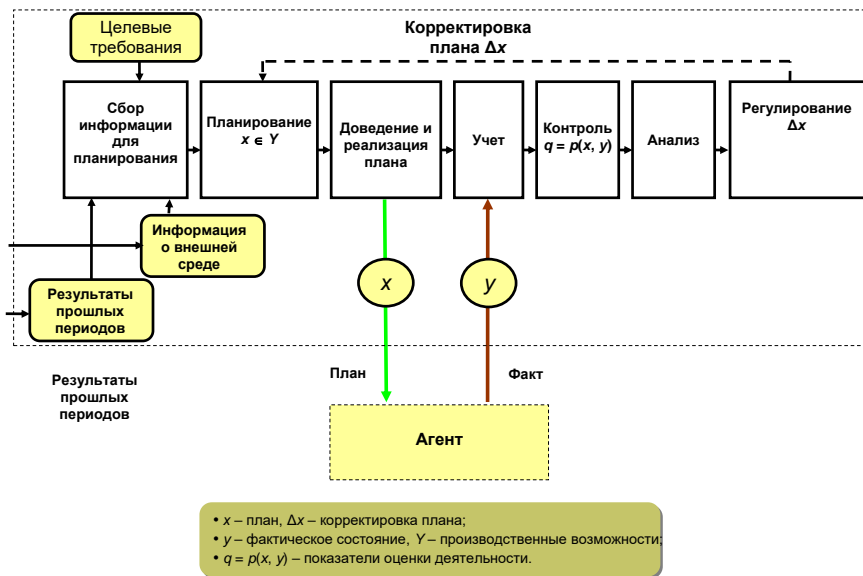 Целевые
требования
Корректировка
плана Δx
Сбор
информации
для
планирования
Планирование
x ∈ Y
Доведение и
реализация
плана
Учет
Контроль
q = p(x, y)
Анализ
Регулирование
Δx
Информация
о внешней
среде
Результаты
прошлых
периодов
x
y
План
Факт
Результаты
прошлых
периодов
Агент
• x – план, Δx – корректировка плана;
• y – фактическое состояние, Y – производственные возможности;
• q = p(x, y) – показатели оценки деятельности.